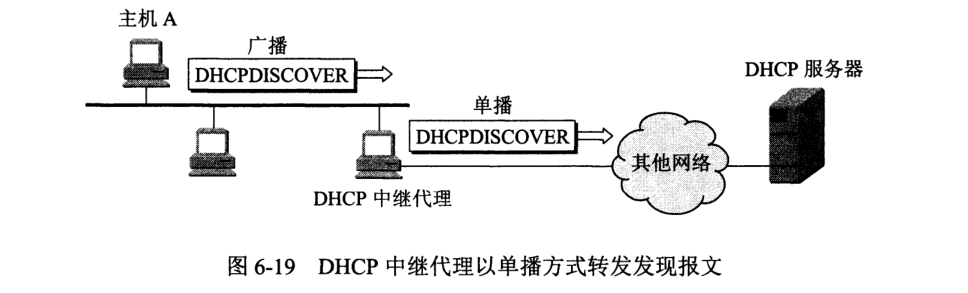 主机 A
广播
DHCPDISCOVER
DHCP 服务器
单播
DHCPDISCOVER
其他网络
DHCP 中继代理
图 6-19 DHCP 中继代理以单播方式转发发现报文